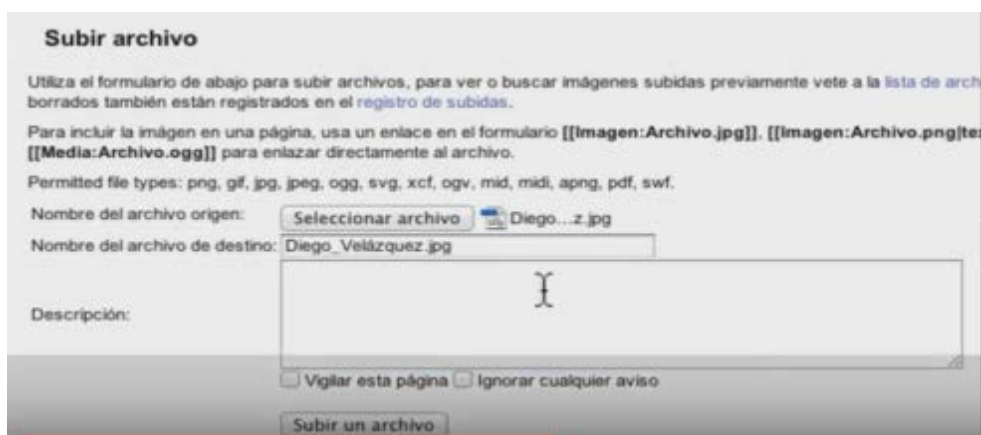 Subir archivo
Utiliza el formulario de abajo para subir archivos, para ver o buscar imágenes subidas previamente vete a la lista de arch
borrados también están registrados en el registro de subidas.
Para incluir la imágen en una página, usa un enlace en el formulario [[Imagen:Archivo.jpg]], [[Imagen:Archivo.png|te
[[Media:Archivo.ogg]] para enlazar directamente al archivo.
Permitted file types: png, gif, jpg, jpeg, ogg, svg, xcf, ogv, mid, midi, apng, pdf, swf.
Nombre del archivo origen: Seleccionar archivo Diego...z.jpg
Nombre del archivo de destino: Diego_Velázquez.jpg
Descripción:
Vigilar esta página Ignorar cualquier aviso
Subir un archivo